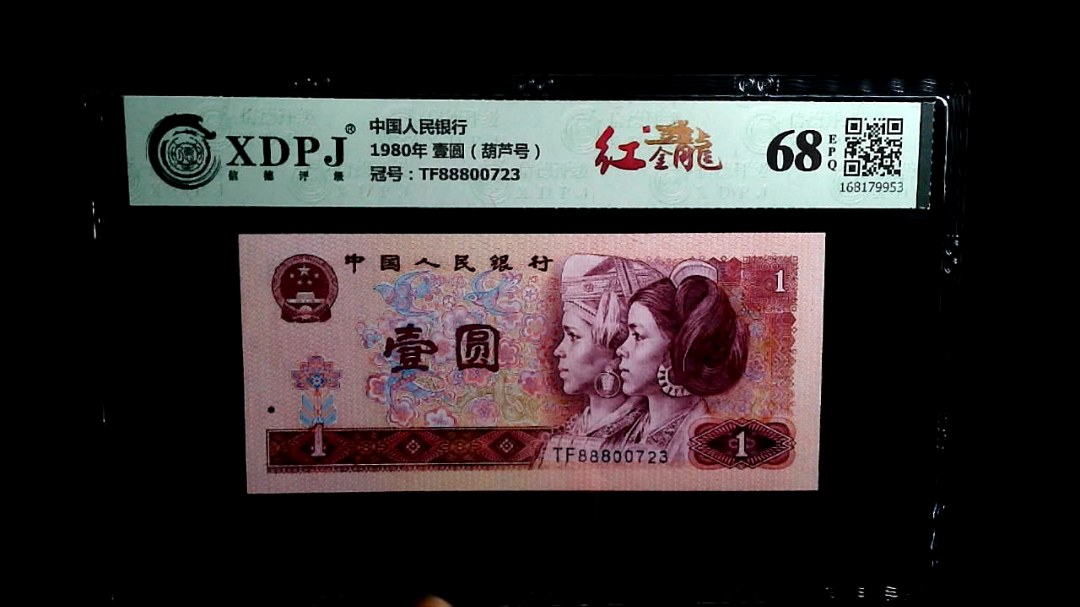 XDPJ®
信德评级
中国人民银行
1980年 壹圆（葫芦号）
冠号：TF88800723
红金龍
68
EPQ
168179953
中国人民银行
1
壹圆
1
1
TF88800723